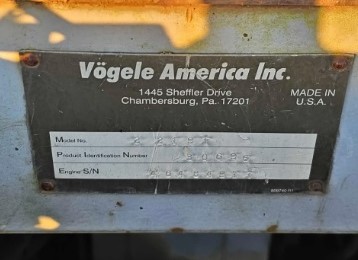 Vögele America Inc.
1445 Sheffler Drive
Chambersburg, Pa. 17201
MADE IN
U.S.A.
Model No.
Product Identification Number
Engine S/N